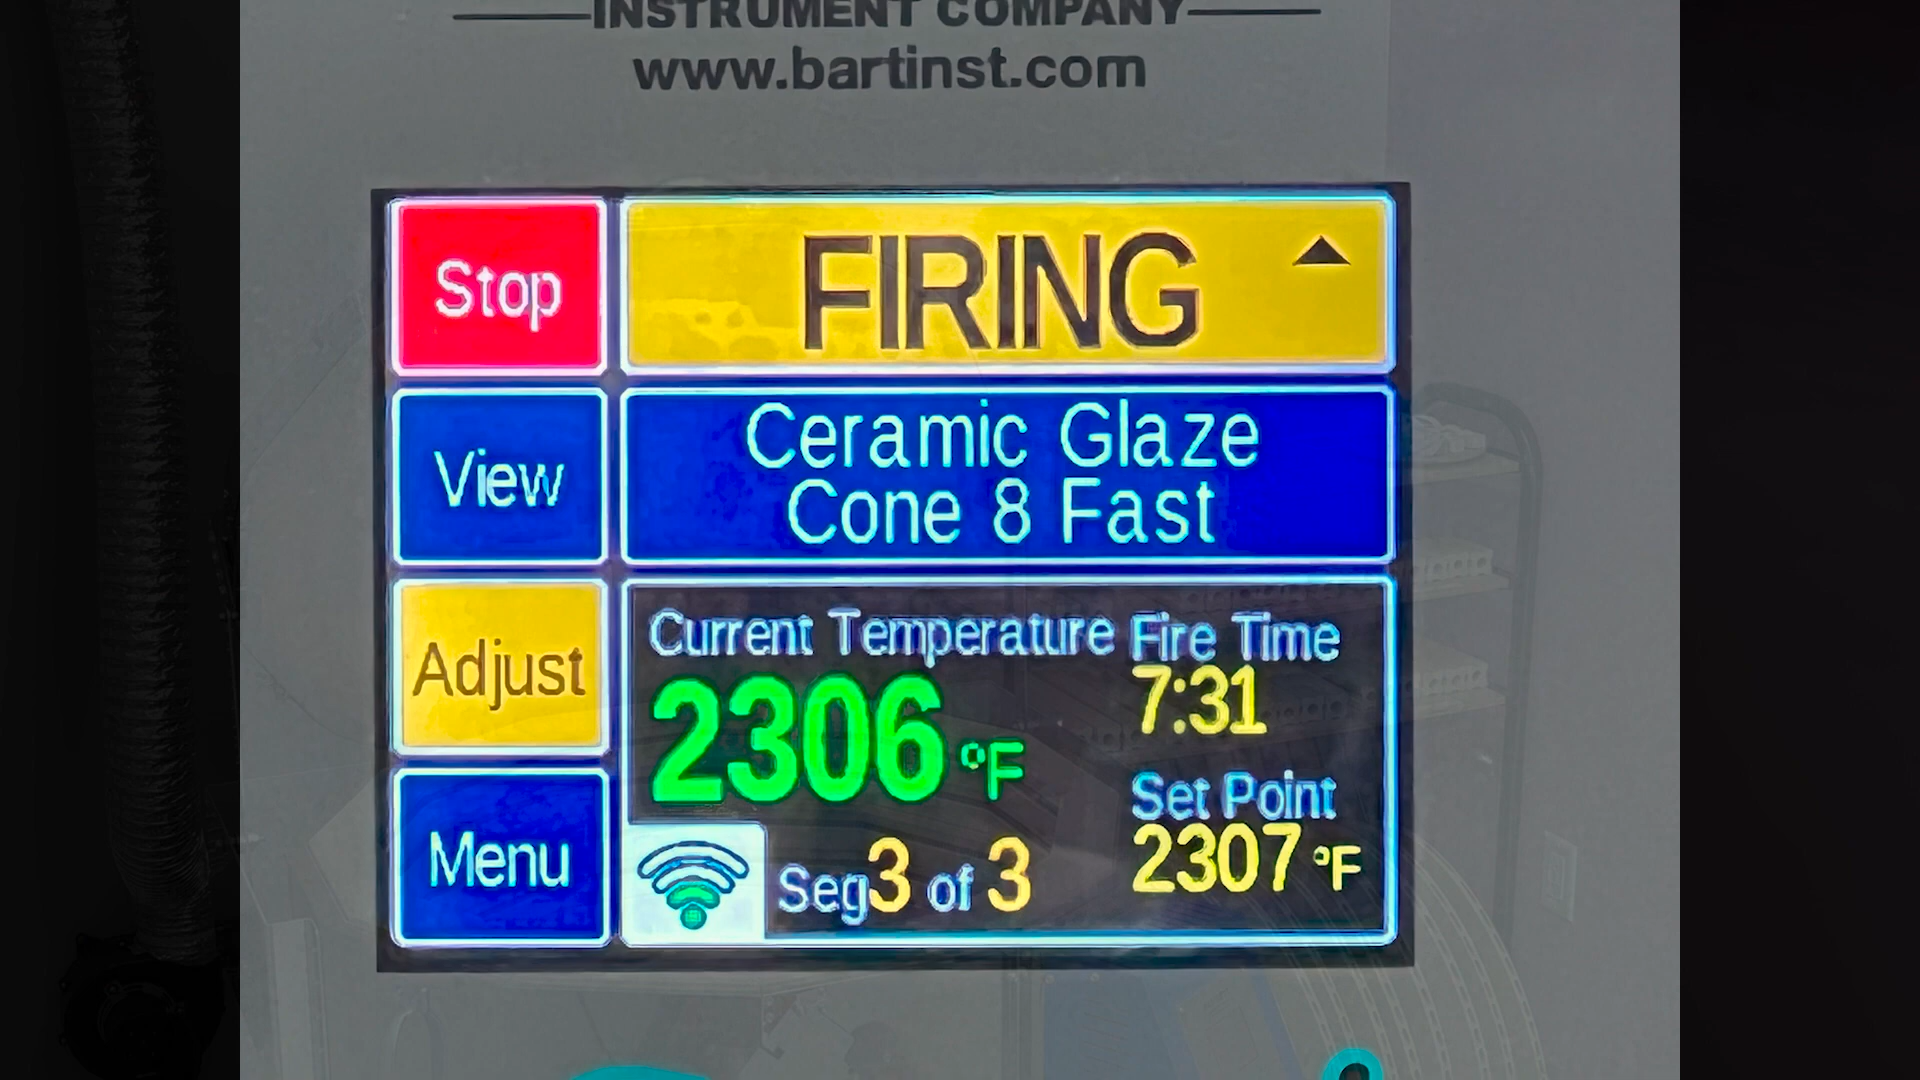 INSTRUMENT COMPANY
www.bartinst.com
Stop
FIRING
View
Ceramic Glaze
Cone 8 Fast
Adjust
Current Temperature
2306 °F
Fire Time
7:31
Set Point
2307 °F
Menu
Seg 3 of 3